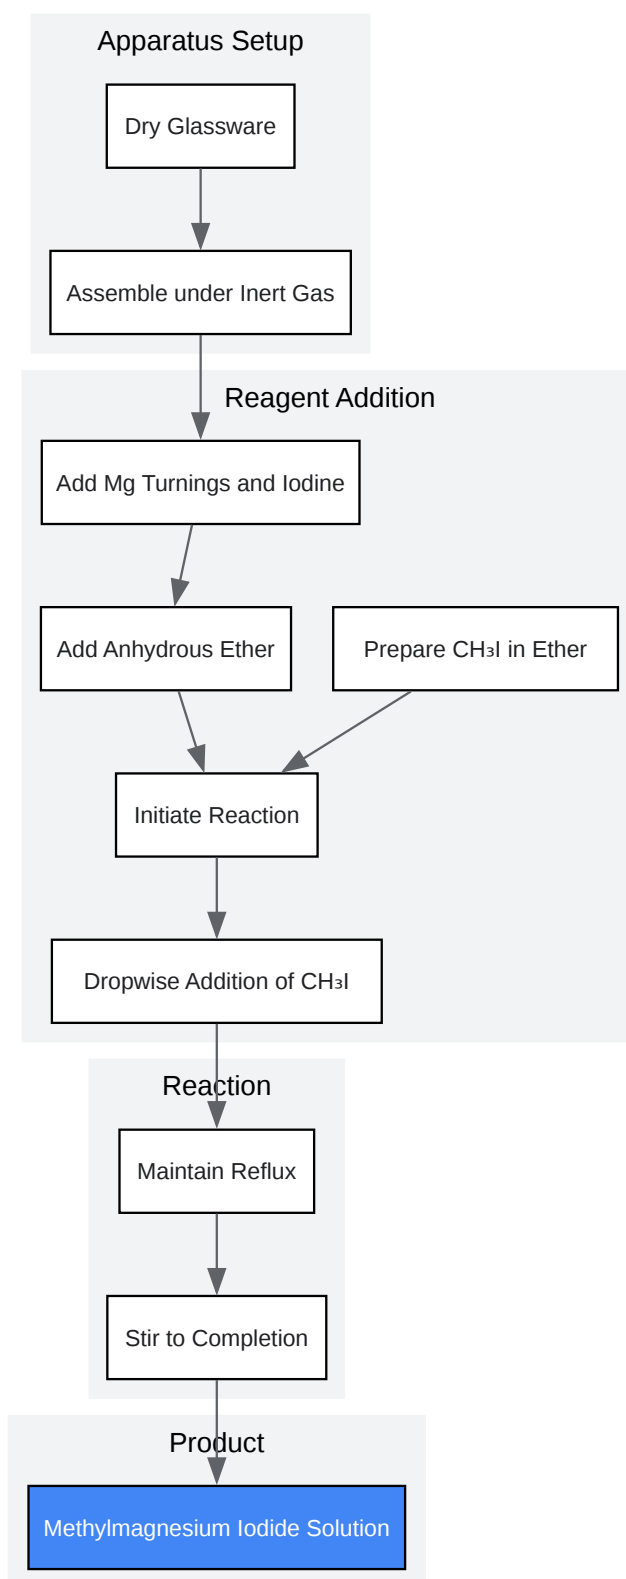 Apparatus Setup
Dry Glassware
Assemble under Inert Gas
Reagent Addition
Add Mg Turnings and Iodine
Add Anhydrous Ether
Prepare CH₃I in Ether
Initiate Reaction
Dropwise Addition of CH₃I
Reaction
Maintain Reflux
Stir to Completion
Product
Methylmagnesium Iodide Solution